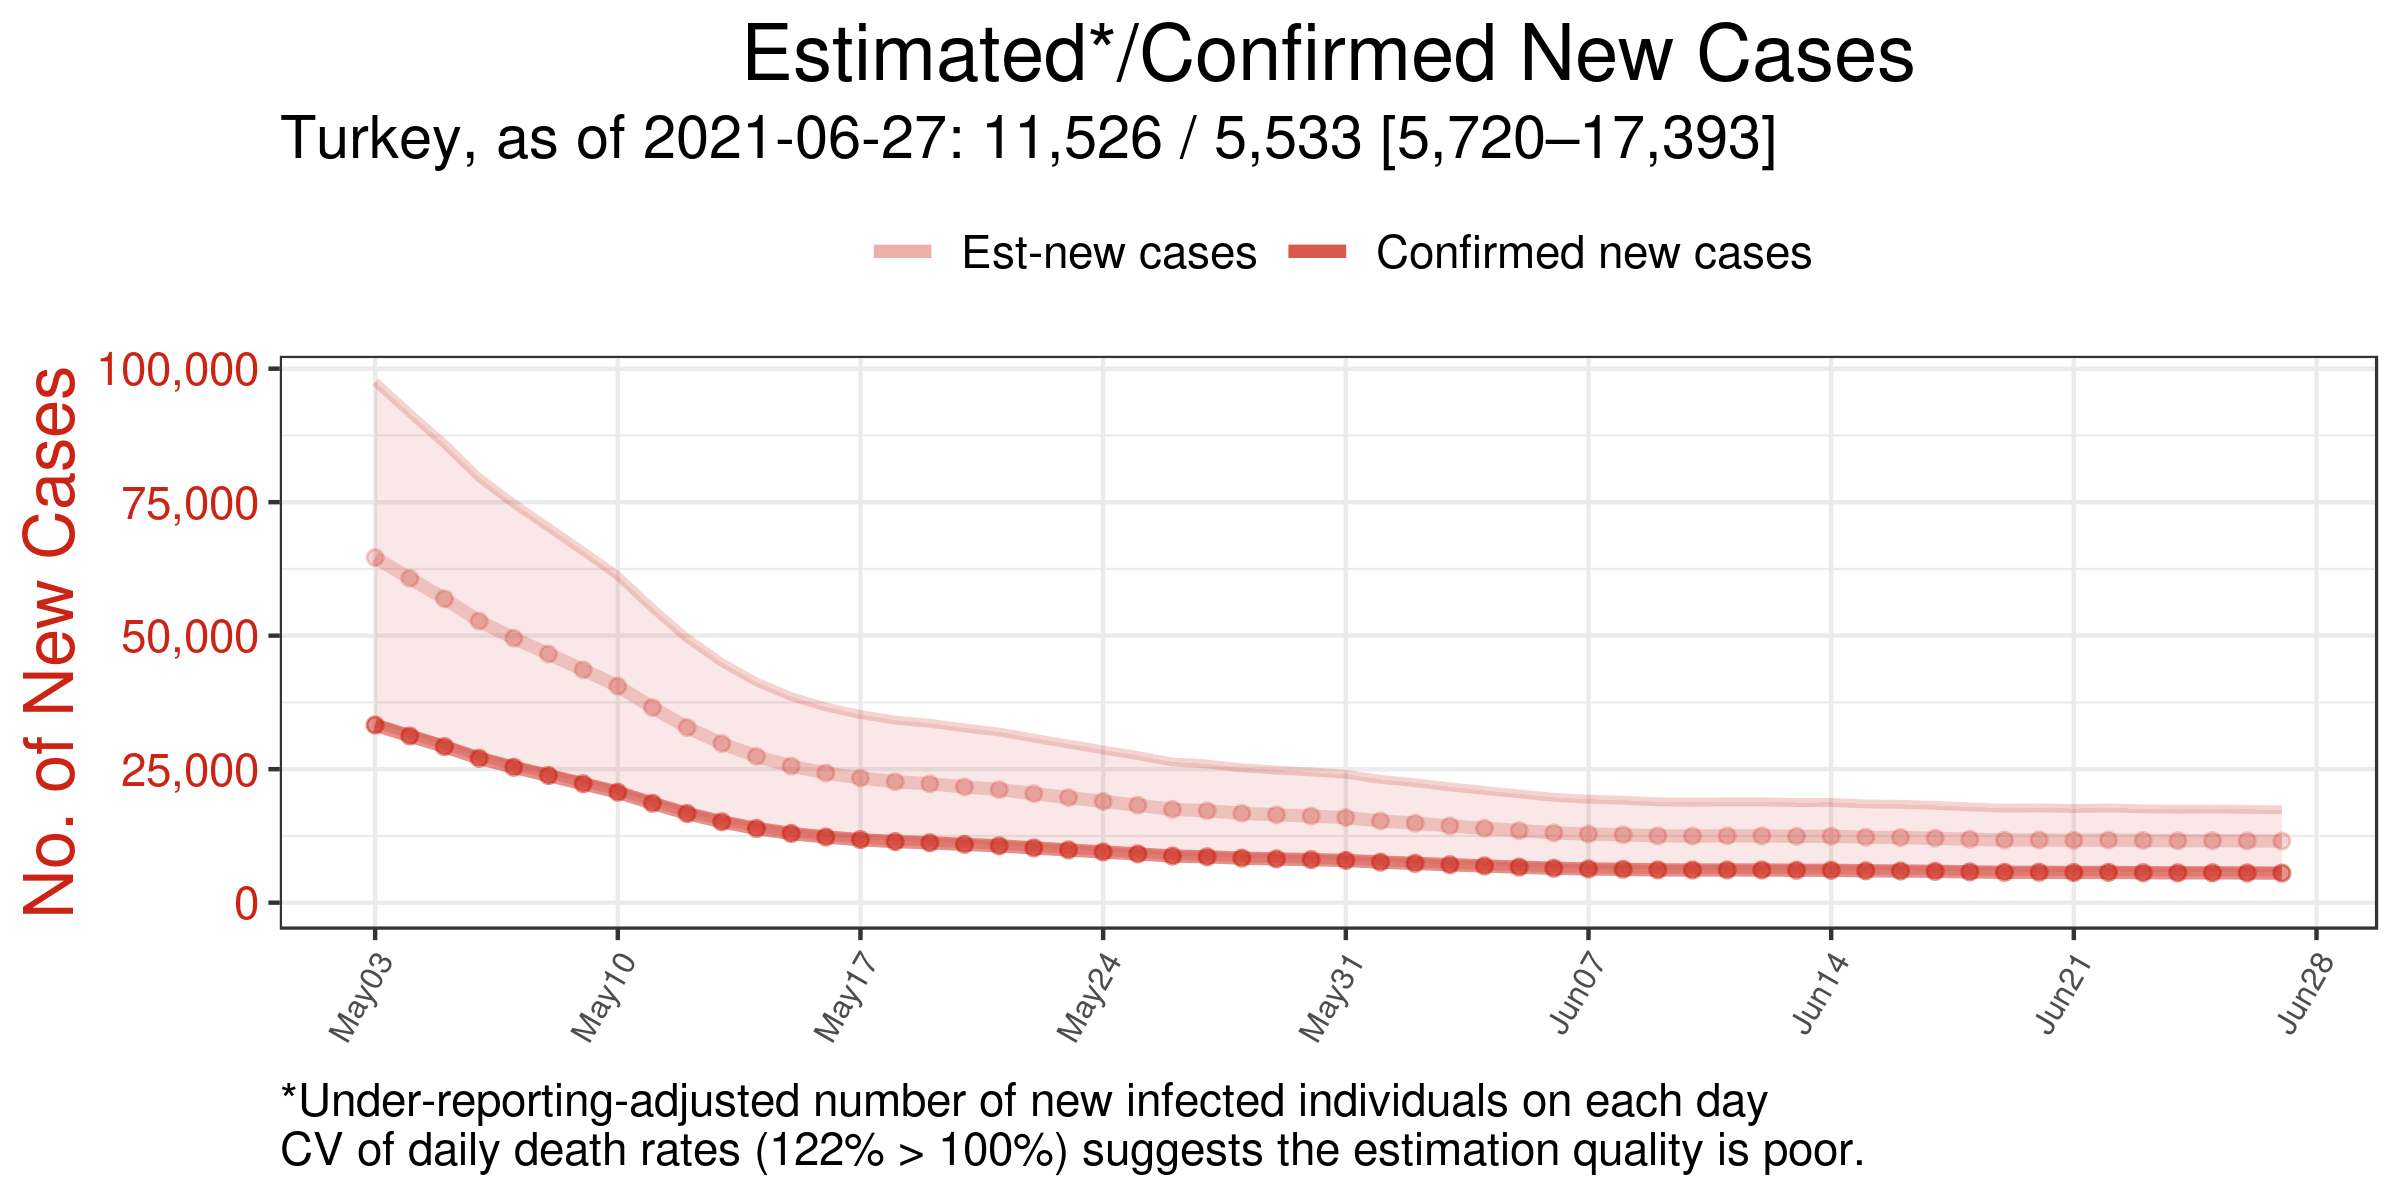 Estimated*/Confirmed New Cases
Turkey, as of 2021-06-27: 11,526 / 5,533 [5,720–17,393]
Est-new cases
Confirmed new cases
No. of New Cases
100,000
75,000
50,000
25,000
0
May03
May10
May17
May24
May31
Jun07
Jun14
Jun21
Jun28
*Under-reporting-adjusted number of new infected individuals on each day
CV of daily death rates (122% > 100%) suggests the estimation quality is poor.